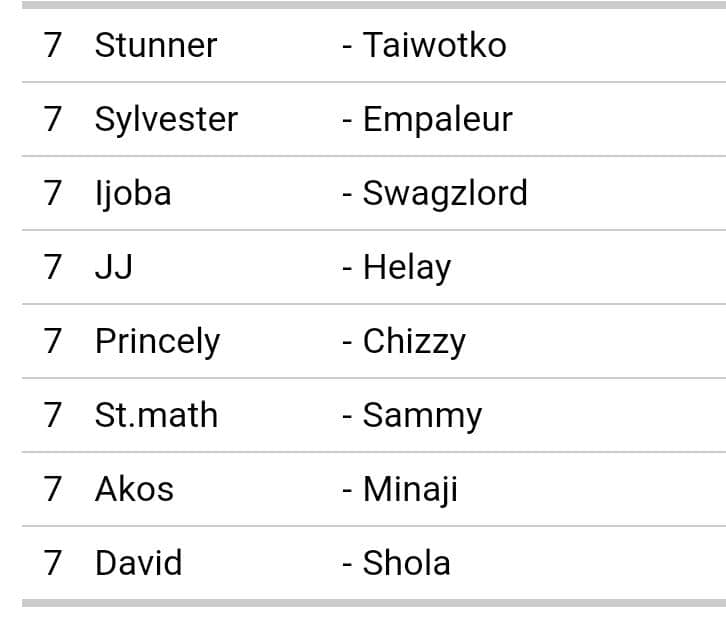 7 Stunner - Taiwotko
7 Sylvester - Empaleur
7 Ijoba - Swagzlord
7 JJ - Helay
7 Princely - Chizzy
7 St.math - Sammy
7 Akos - Minaji
7 David - Shola